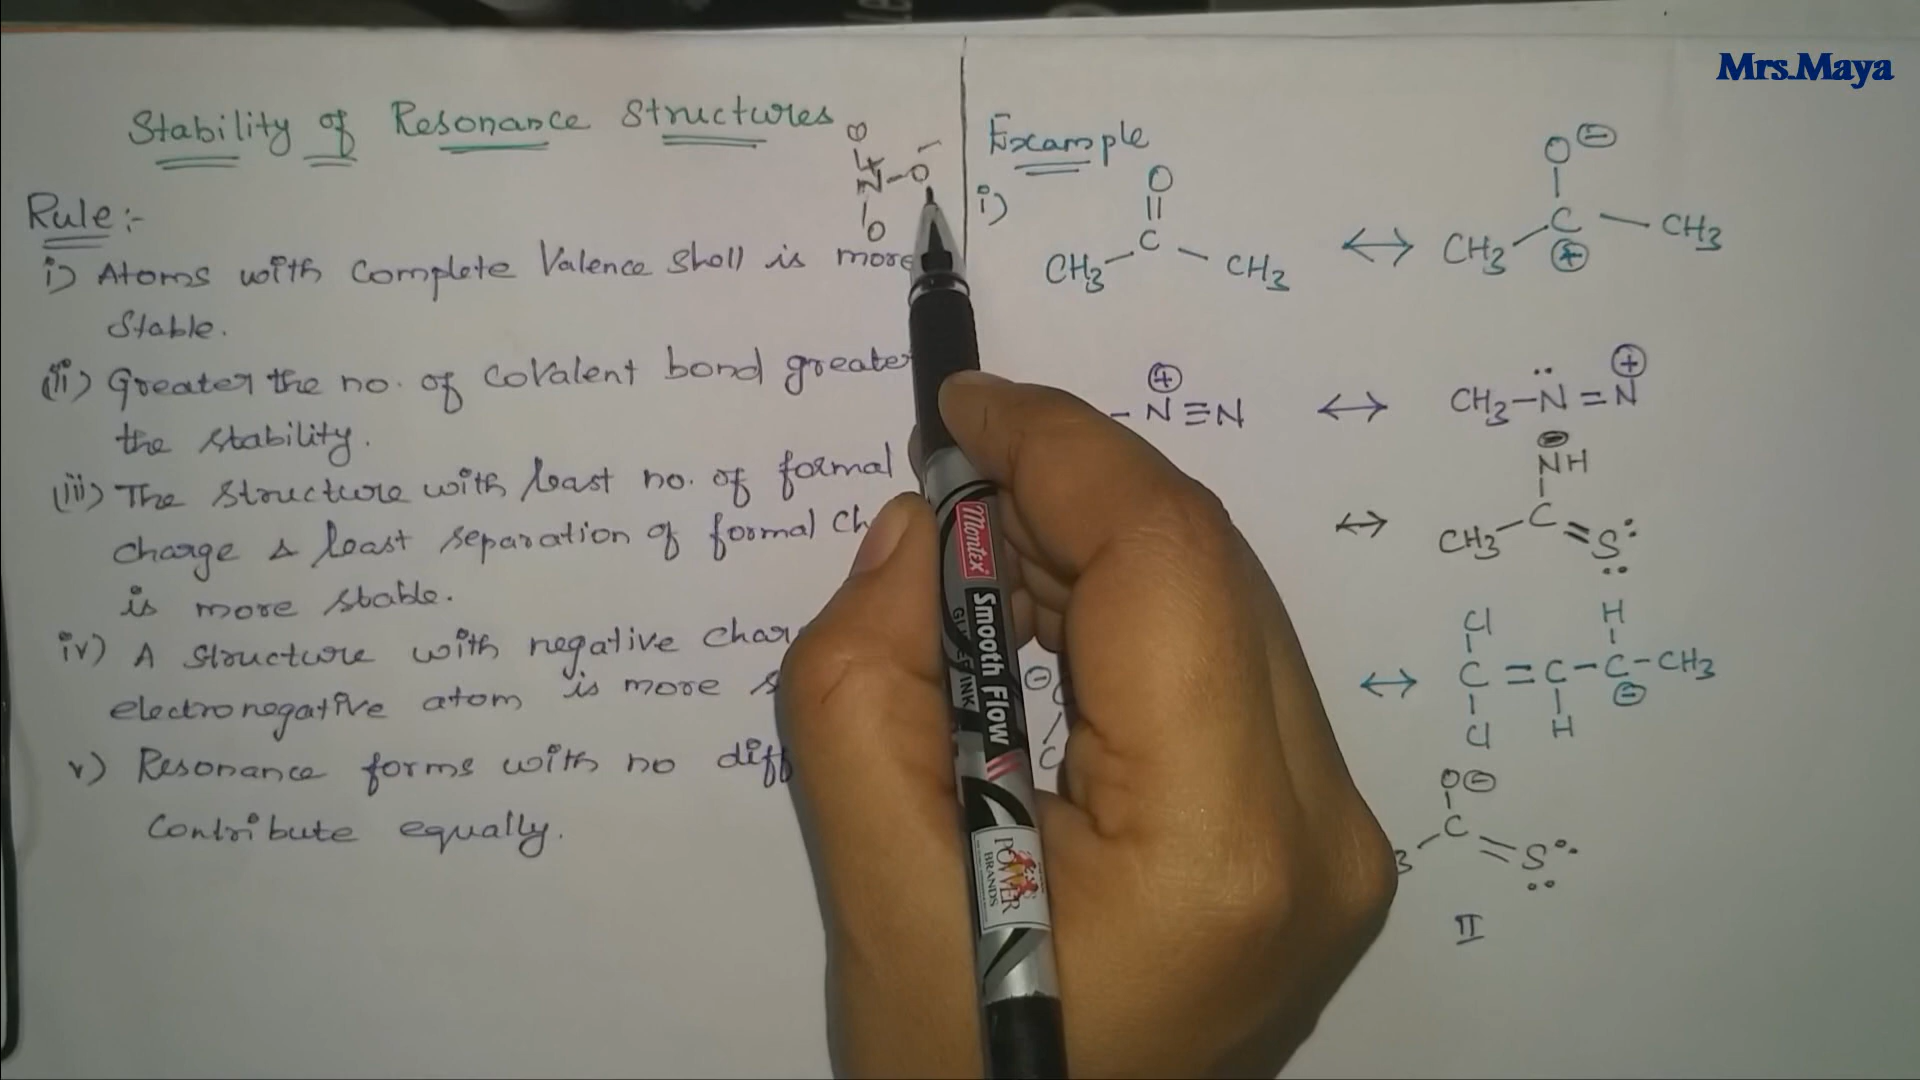 Mrs.Maya
Stability of Resonance Structures
Rule:-
i) Atoms with Complete Valence Shell is more
Stable.
(ii) Greater the no. of Covalent bond greater
the stability.
(iii) The structure with least no. of formal
charge & least separation of formal Ch
is more stable.
iv) A structure with negative char
electronegative atom is more s
v) Resonance forms with no diff
Contribute equally.
O
N+-O-
O
Example
i)
O
||
C
CH3 CH3
↔
O⊖
C
CH3 ⊕ CH3
⊕
-N≡N
↔
⊕
CH3-N̈=N
⊖
NH
↔
CH3 C=S
Cl H
↔
C=C-C-CH3
⊖
Cl H
⊖
C
O⊖
C
3 S
II
Montex
Smooth Flow
INK
POWER
BRANDS